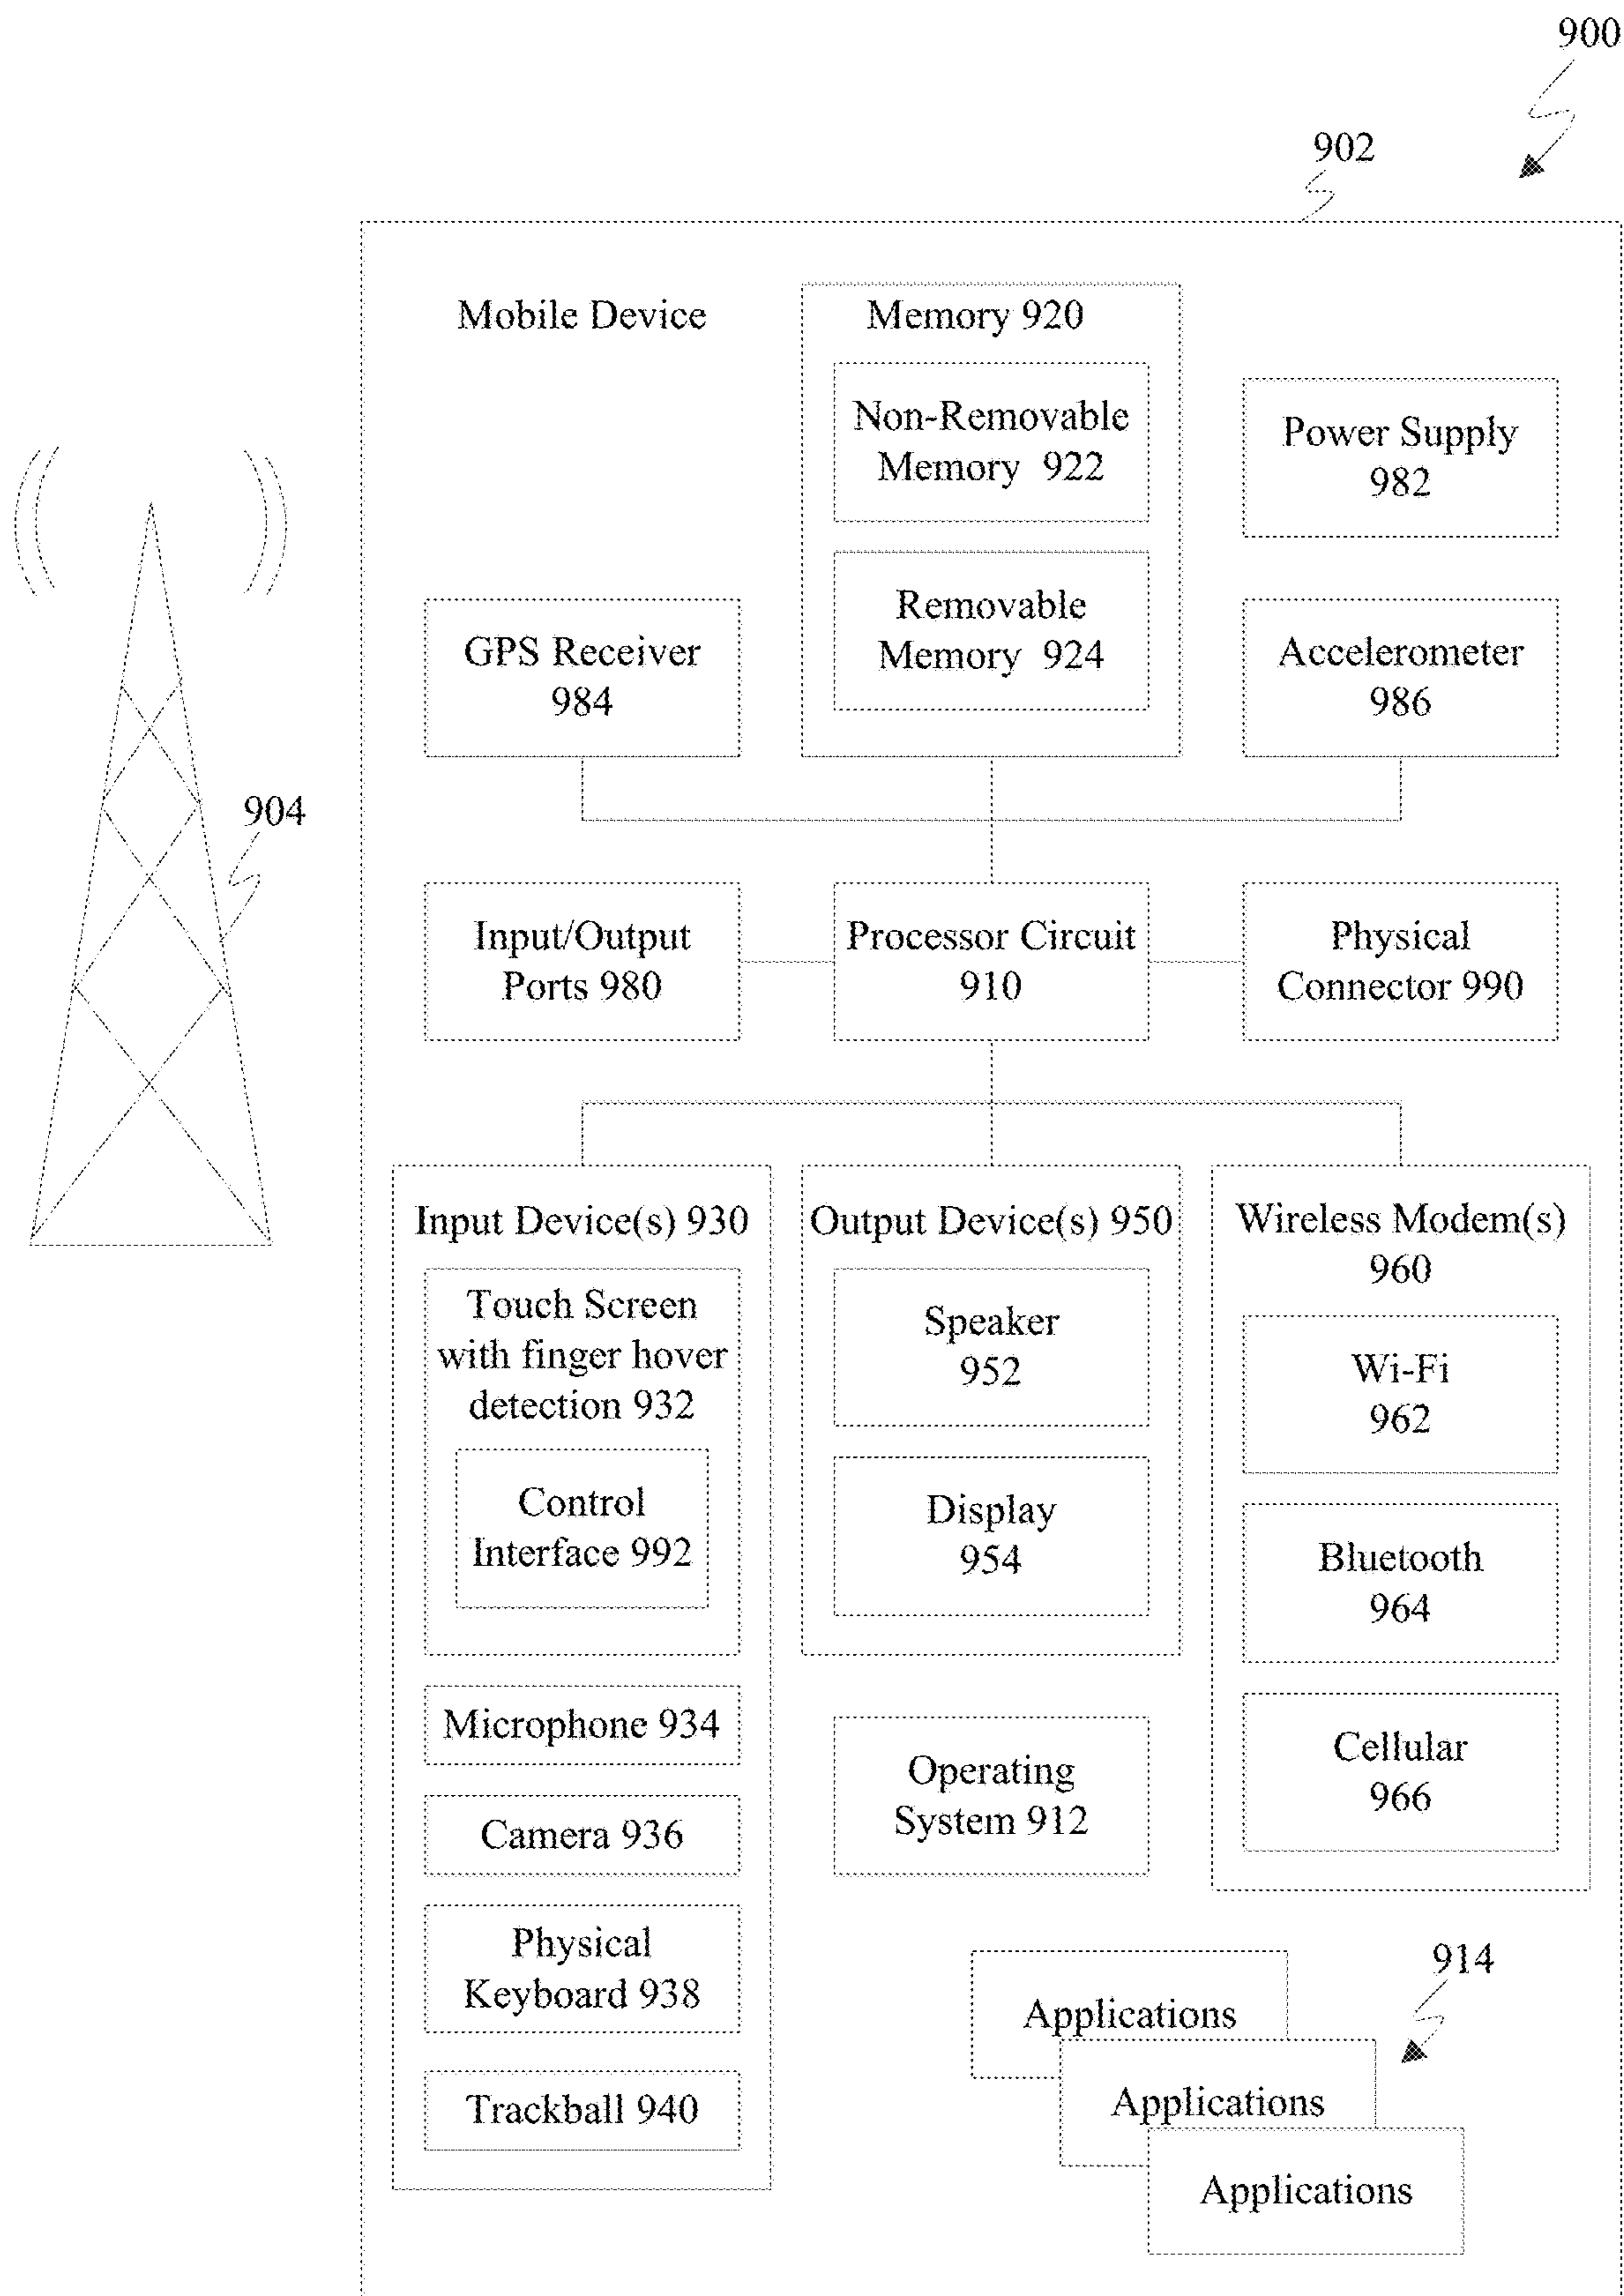 900
902
Mobile Device
Memory 920
Non-Removable
Memory 922
Removable
Memory 924
Power Supply
982
GPS Receiver
984
Accelerometer
986
904
Input/Output
Ports 980
Processor Circuit
910
Physical
Connector 990
Input Device(s) 930
Touch Screen
with finger hover
detection 932
Control
Interface 992
Microphone 934
Camera 936
Physical
Keyboard 938
Trackball 940
Output Device(s) 950
Speaker
952
Display
954
Operating
System 912
Wireless Modem(s)
960
Wi-Fi
962
Bluetooth
964
Cellular
966
914
Applications
Applications
Applications